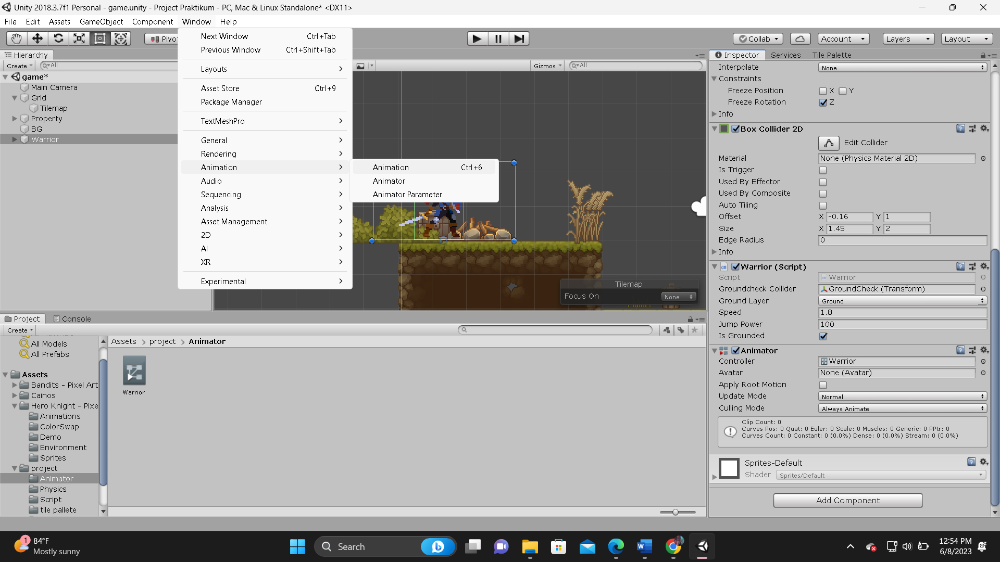 Unity 2018.3.7f1 Personal - game.unity - Project Praktikum - PC, Mac & Linux Standalone* <DX11>
File Edit Assets GameObject Component Window Help
Pivo
Collab Account Layers Layout
Next Window Ctrl+Tab
Previous Window Ctrl+Shift+Tab
Layouts
Asset Store Ctrl+9
Package Manager
TextMeshPro
General
Rendering
Animation
Audio
Sequencing
Analysis
Asset Management
2D
AI
XR
Experimental
Animation Ctrl+6
Animator
Animator Parameter
Hierarchy
Create All
game*
Main Camera
Grid
Tilemap
Property
BG
Warrior
Gizmos All
Tilemap
Focus On None
Inspector Services Tile Palette
Interpolate None
Constraints
Freeze Position X Y
Freeze Rotation Z
Info
Box Collider 2D
Edit Collider
Material None (Physics Material 2D)
Is Trigger
Used By Effector
Used By Composite
Auto Tiling
Offset X -0.16 Y 1
Size X 1.45 Y 2
Edge Radius 0
Info
Warrior (Script)
Script Warrior
Groundcheck Collider GroundCheck (Transform)
Ground Layer Ground
Speed 1.8
Jump Power 100
Is Grounded
Animator
Controller Warrior
Avatar None (Avatar)
Apply Root Motion
Update Mode Normal
Culling Mode Always Animate
Clip Count: 0
Curves Pos: 0 Quat: 0 Euler: 0 Scale: 0 Muscles: 0 Generic: 0 PPtr: 0
Curves Count: 0 Constant: 0 (0.0%) Dense: 0 (0.0%) Stream: 0 (0.0%)
Sprites-Default
Shader Sprites/Default
Add Component
Project Console
Create
All Models
All Prefabs
Assets
Bandits - Pixel Art
Cainos
Hero Knight - Pixe
Animations
ColorSwap
Demo
Environment
Sprites
project
Animator
Physics
Script
tile pallete
Assets project Animator
Warrior
1
84°F
Mostly sunny
Search
12:54 PM
6/8/2023